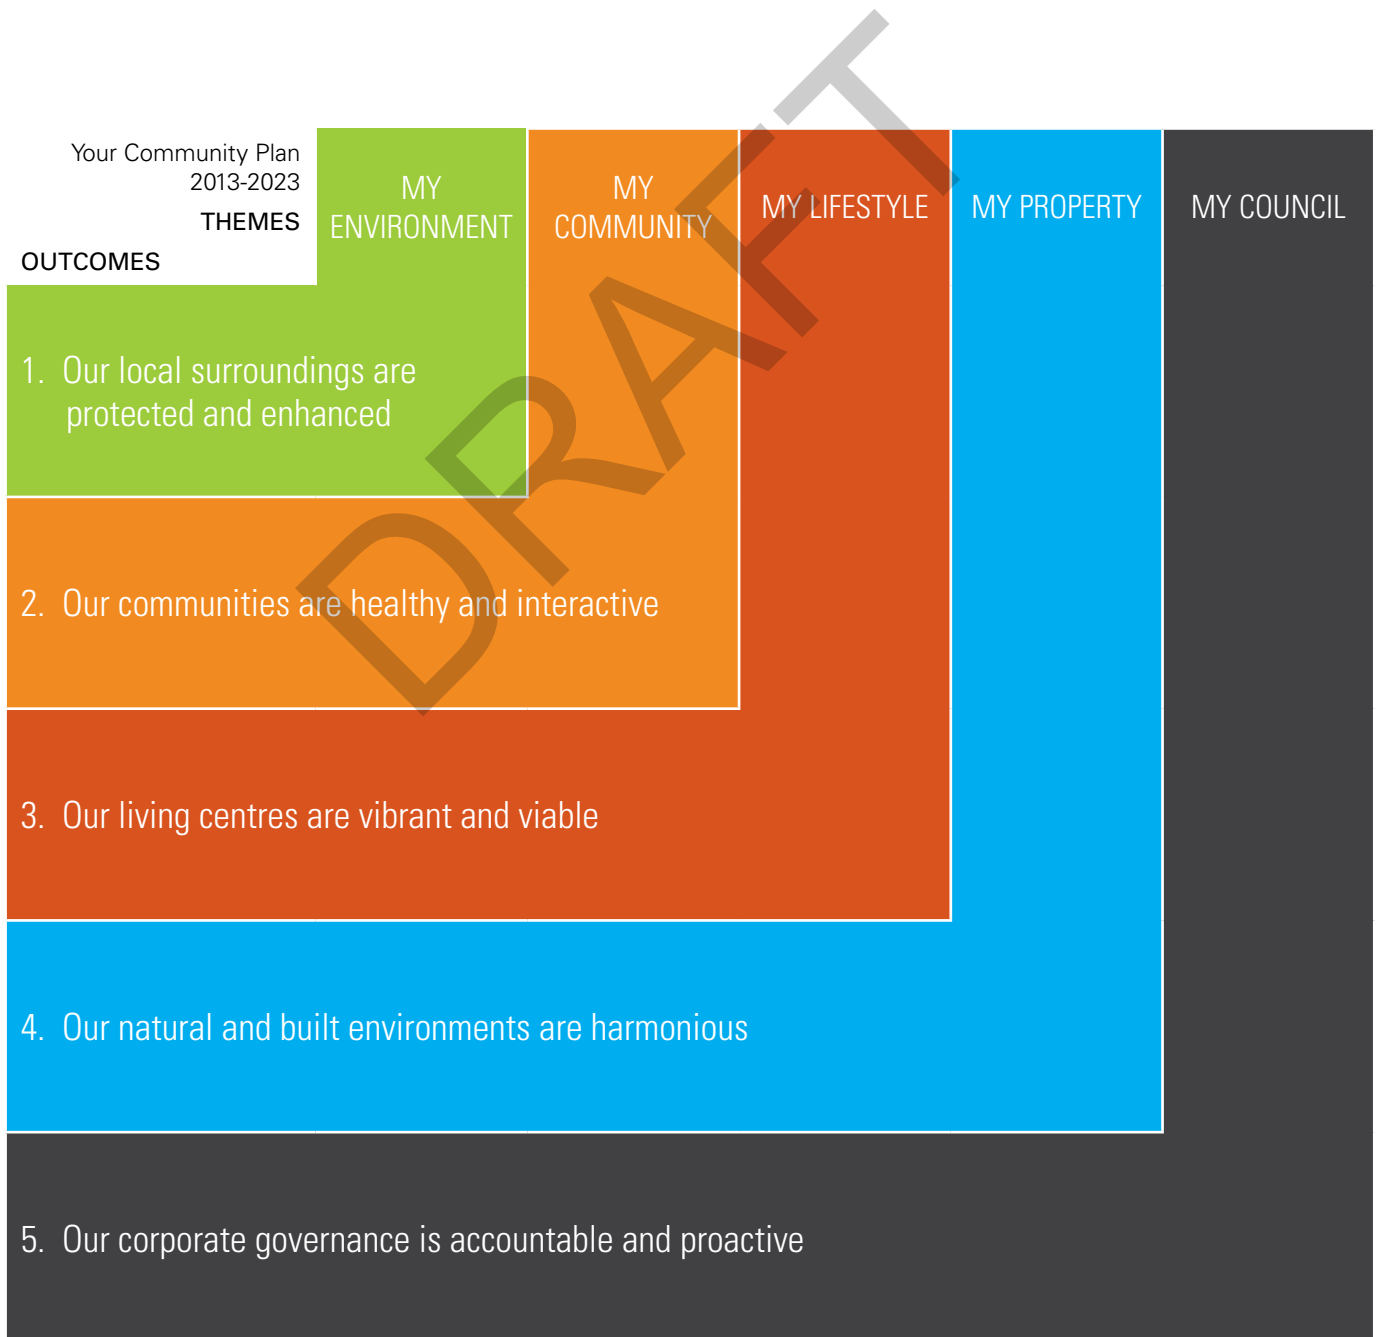 Your Community Plan
2013-2023
THEMES
OUTCOMES
MY
ENVIRONMENT
MY
COMMUNITY
MY LIFESTYLE
MY PROPERTY
MY COUNCIL
1. Our local surroundings are
protected and enhanced
2. Our communities are healthy and interactive
3. Our living centres are vibrant and viable
4. Our natural and built environments are harmonious
5. Our corporate governance is accountable and proactive
DRAFT